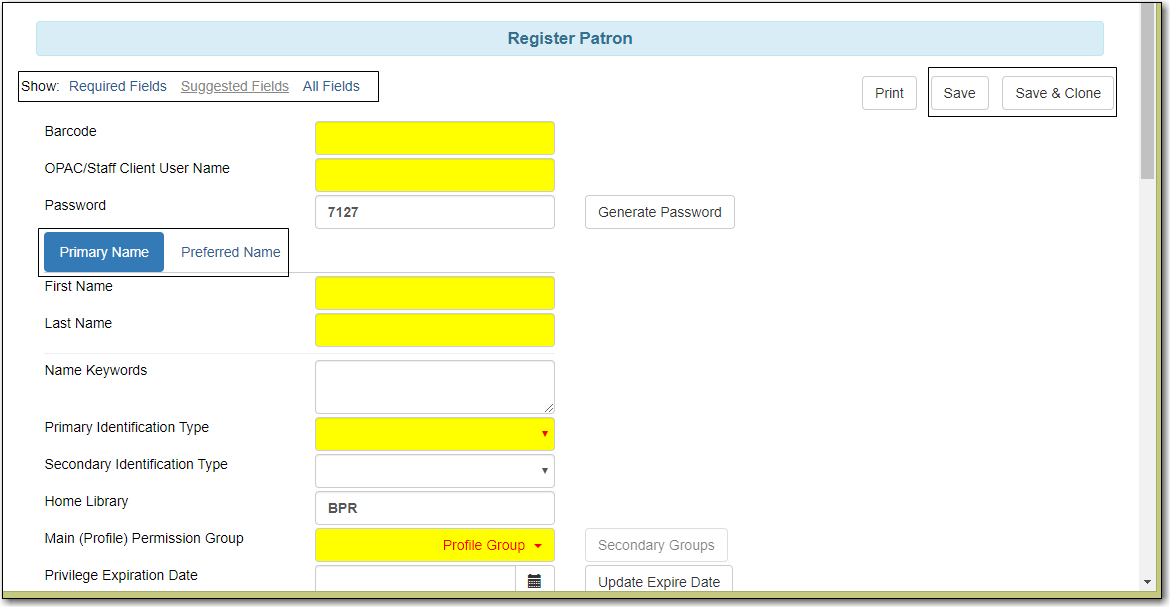 Register Patron
Show: Required Fields Suggested Fields All Fields
Print Save Save & Clone
Barcode
OPAC/Staff Client User Name
Password 7127 Generate Password
Primary Name Preferred Name
First Name
Last Name
Name Keywords
Primary Identification Type
Secondary Identification Type
Home Library BPR
Main (Profile) Permission Group Profile Group Secondary Groups
Privilege Expiration Date Update Expire Date